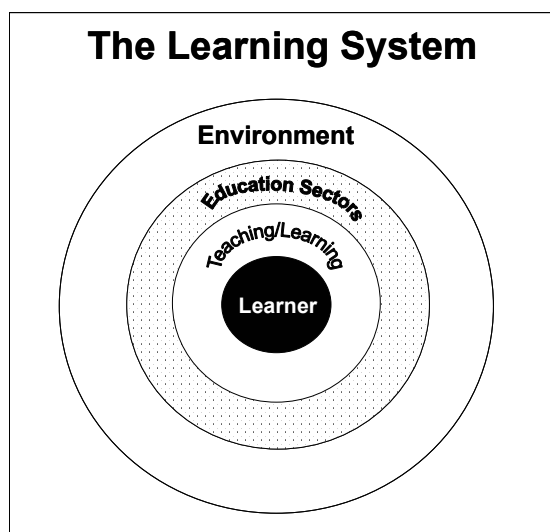 The Learning System
Environment
Education Sectors
Teaching/Learning
Learner